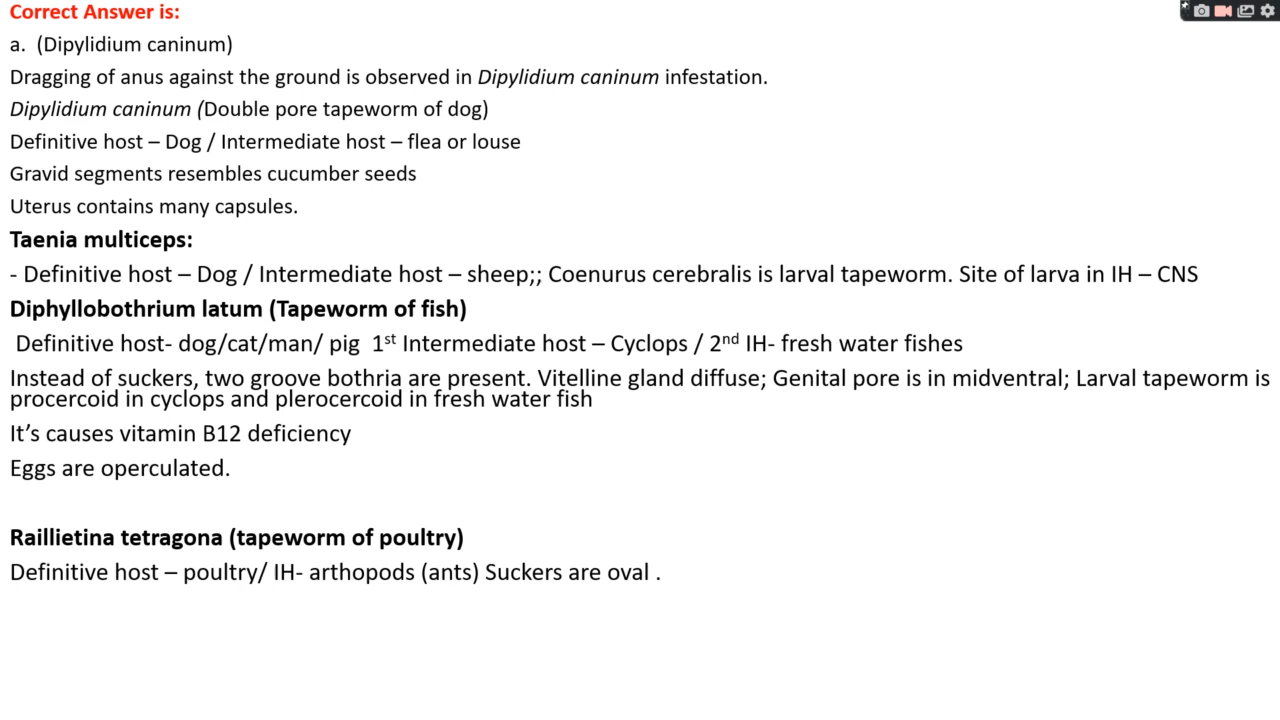 Correct Answer is:
a. (Dipylidium caninum)
Dragging of anus against the ground is observed in Dipylidium caninum infestation.
Dipylidium caninum (Double pore tapeworm of dog)
Definitive host – Dog / Intermediate host – flea or louse
Gravid segments resembles cucumber seeds
Uterus contains many capsules.
Taenia multiceps:
- Definitive host – Dog / Intermediate host – sheep;; Coenurus cerebralis is larval tapeworm. Site of larva in IH – CNS
Diphyllobothrium latum (Tapeworm of fish)
Definitive host- dog/cat/man/ pig 1st Intermediate host – Cyclops / 2nd IH- fresh water fishes
Instead of suckers, two groove bothria are present. Vitelline gland diffuse; Genital pore is in midventral; Larval tapeworm is
procercoid in cyclops and plerocercoid in fresh water fish
It’s causes vitamin B12 deficiency
Eggs are operculated.
Raillietina tetragona (tapeworm of poultry)
Definitive host – poultry/ IH- arthopods (ants) Suckers are oval .